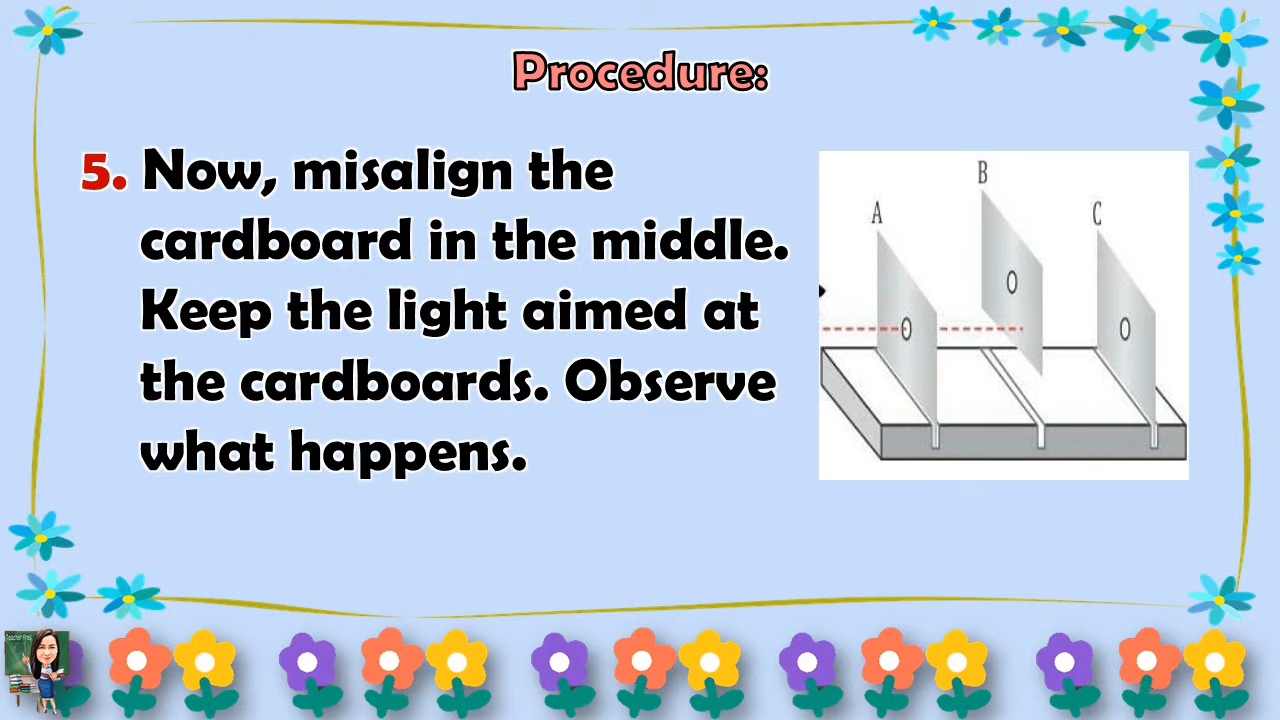 Procedure:
5. Now, misalign the
cardboard in the middle.
Keep the light aimed at
the cardboards. Observe
what happens.
A
B
C